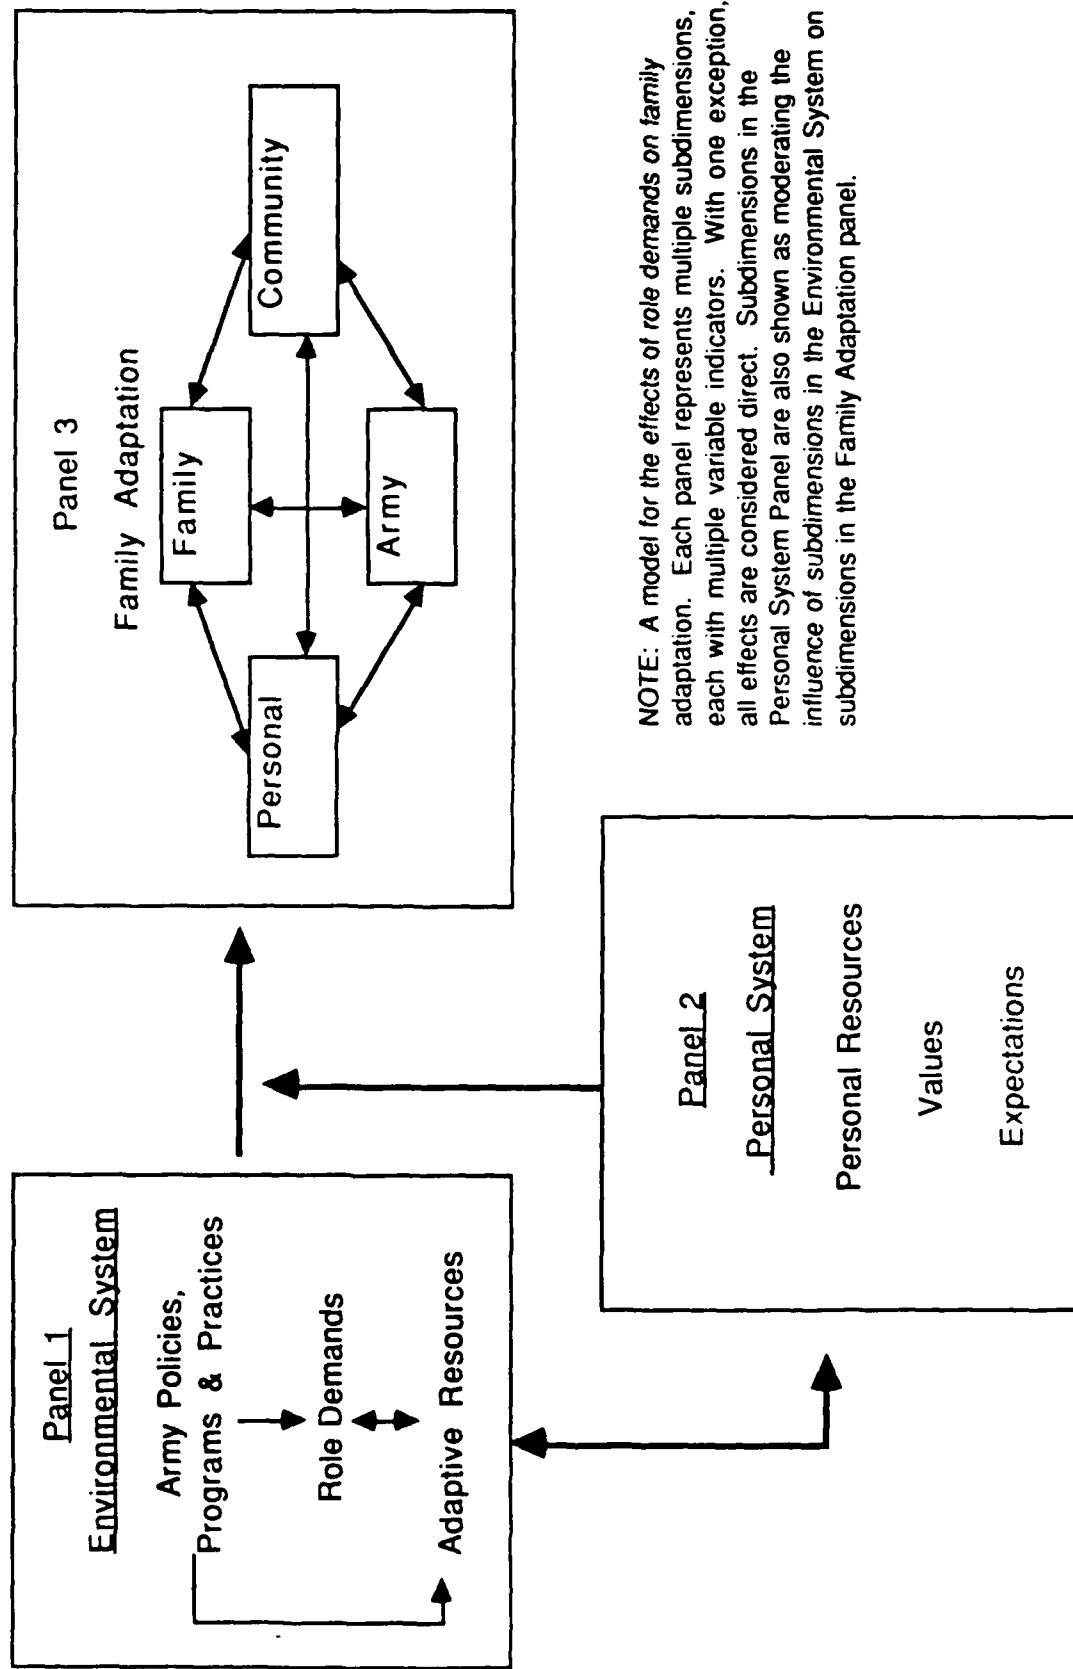 Panel 1
Environmental System
Army Policies,
Programs & Practices
Role Demands
Adaptive Resources
Panel 2
Personal System
Personal Resources
Values
Expectations
Panel 3
Family Adaptation
Family
Personal
Community
Army
NOTE: A model for the effects of role demands on family
adaptation. Each panel represents multiple subdimensions,
each with multiple variable indicators. With one exception,
all effects are considered direct. Subdimensions in the
Personal System Panel are also shown as moderating the
influence of subdimensions in the Environmental System on
subdimensions in the Family Adaptation panel.